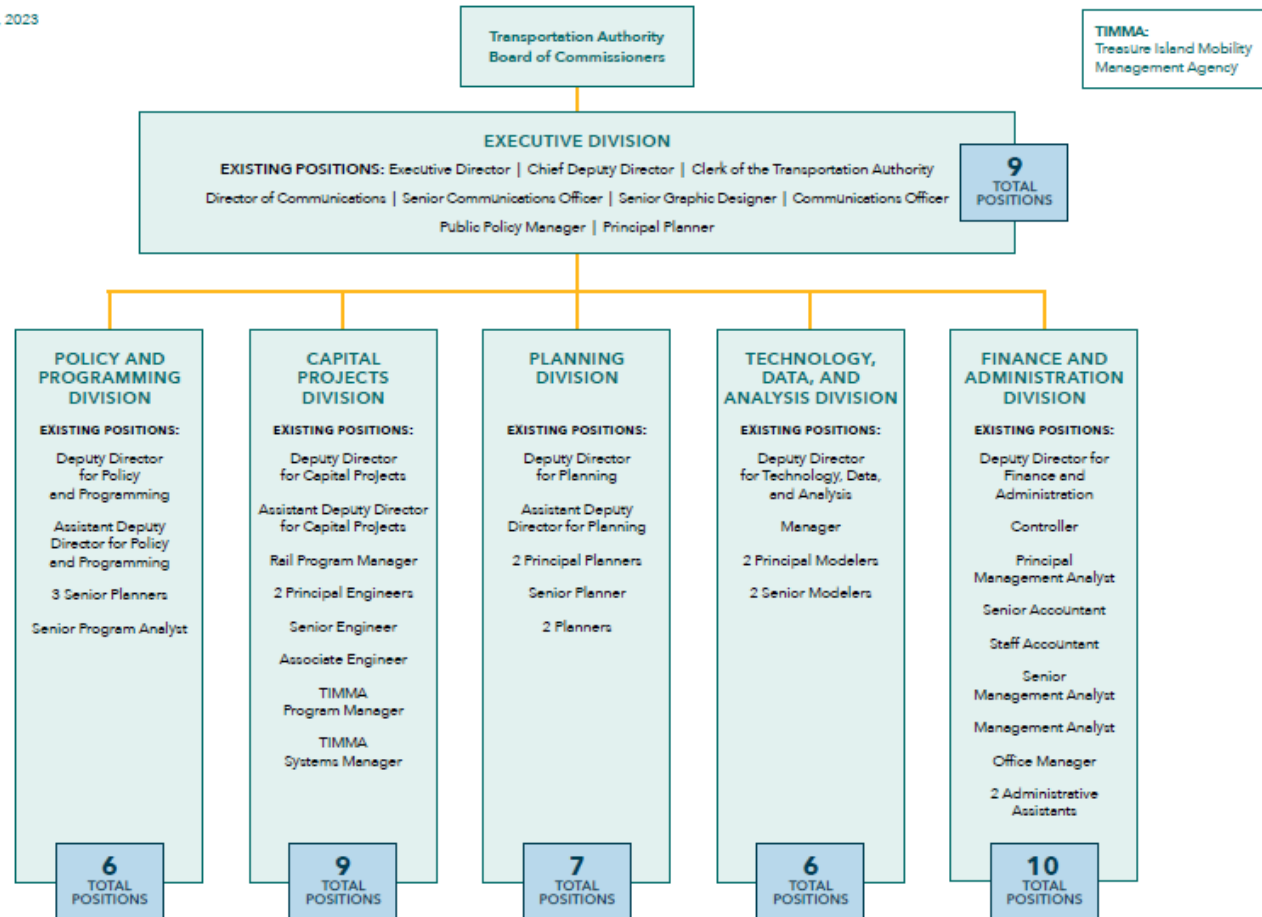 2023
Transportation Authority
Board of Commissioners
TIMMA:
Treasure Island Mobility
Management Agency
EXECUTIVE DIVISION
EXISTING POSITIONS: Executive Director | Chief Deputy Director | Clerk of the Transportation Authority
Director of Communications | Senior Communications Officer | Senior Graphic Designer | Communications Officer
Public Policy Manager | Principal Planner
9
TOTAL
POSITIONS
POLICY AND
PROGRAMMING
DIVISION
EXISTING POSITIONS:
Deputy Director
for Policy
and Programming
Assistant Deputy
Director for Policy
and Programming
3 Senior Planners
Senior Program Analyst
6
TOTAL
POSITIONS
CAPITAL
PROJECTS
DIVISION
EXISTING POSITIONS:
Deputy Director
for Capital Projects
Assistant Deputy Director
for Capital Projects
Rail Program Manager
2 Principal Engineers
Senior Engineer
Associate Engineer
TIMMA
Program Manager
TIMMA
Systems Manager
9
TOTAL
POSITIONS
PLANNING
DIVISION
EXISTING POSITIONS:
Deputy Director
for Planning
Assistant Deputy
Director for Planning
2 Principal Planners
Senior Planner
2 Planners
7
TOTAL
POSITIONS
TECHNOLOGY,
DATA, AND
ANALYSIS DIVISION
EXISTING POSITIONS:
Deputy Director
for Technology, Data,
and Analysis
Manager
2 Principal Modelers
2 Senior Modelers
6
TOTAL
POSITIONS
FINANCE AND
ADMINISTRATION
DIVISION
EXISTING POSITIONS:
Deputy Director for
Finance and
Administration
Controller
Principal
Management Analyst
Senior Accountant
Staff Accountant
Senior
Management Analyst
Management Analyst
Office Manager
2 Administrative
Assistants
10
TOTAL
POSITIONS